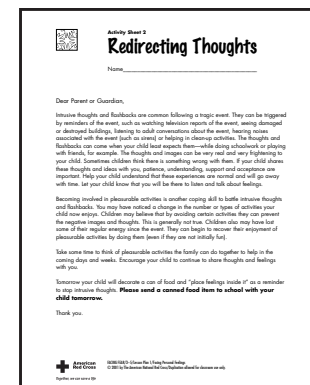 Activity Sheet 2
Redirecting Thoughts
Name
Dear Parent or Guardian,
Intrusive thoughts and flashbacks are common following a tragic event. They can be triggered
by reminders of the event, such as watching television reports of the event, seeing damaged
or destroyed buildings, listening to adult conversations about the event, hearing noises
associated with the event (such as sirens) or helping in clean-up activities. The thoughts and
flashbacks can come when your child least expects them—while doing schoolwork or playing
with friends, for example. The thoughts and images can be very real and very frightening to
your child. Sometimes children think there is something wrong with them. If your child shares
these thoughts and ideas with you, patience, understanding, support and acceptance are
important. Help your child understand that these experiences are normal and will go away
with time. Let your child know that you will be there to listen and talk about feelings.
Becoming involved in pleasurable activities is another coping skill to battle intrusive thoughts
and flashbacks. You may have noticed a change in the number or types of activities your
child now enjoys. Children may believe that by avoiding certain activities they can prevent
the negative images and thoughts. This is generally not true. Children also may have lost
some of their regular energy since the event. They can begin to recover their enjoyment of
pleasurable activities by doing them (even if they are not initially fun).
Take some time to think of pleasurable activities the family can do together to help in the
coming days and weeks. Encourage your child to continue to share thoughts and feelings
with you.
Tomorrow your child will decorate a can of food and "place feelings inside it" as a reminder
to stop intrusive thoughts. Please send a canned food item to school with your
child tomorrow.
Thank you.
American
Red Cross
Together, we can save a life